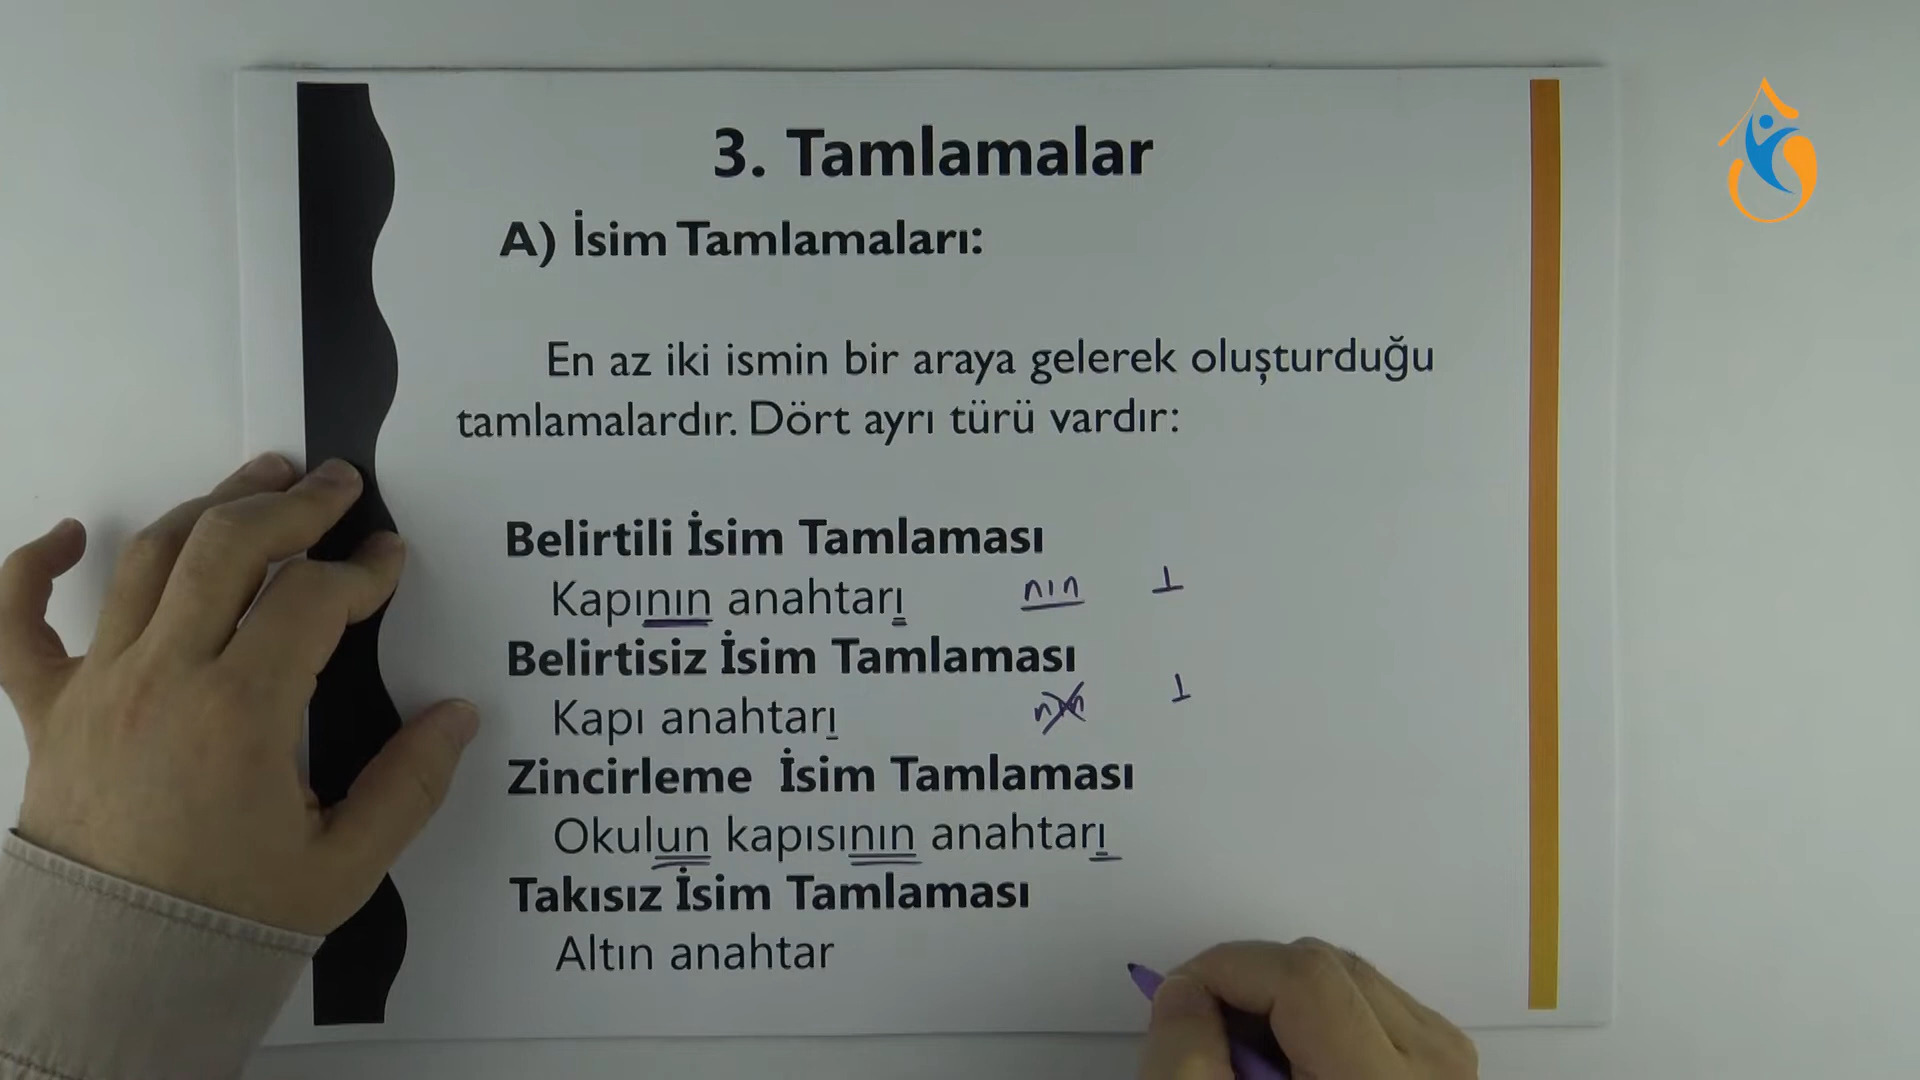 3. Tamlamalar
A) İsim Tamlamaları:
En az iki ismin bir araya gelerek oluşturduğu
tamlamalardır. Dört ayrı türü vardır:
Belirtili İsim Tamlaması
Kapının anahtarı nın ı
Belirtisiz İsim Tamlaması
Kapı anahtarı nın ı
Zincirleme İsim Tamlaması
Okulun kapısının anahtarı
Takısız İsim Tamlaması
Altın anahtar